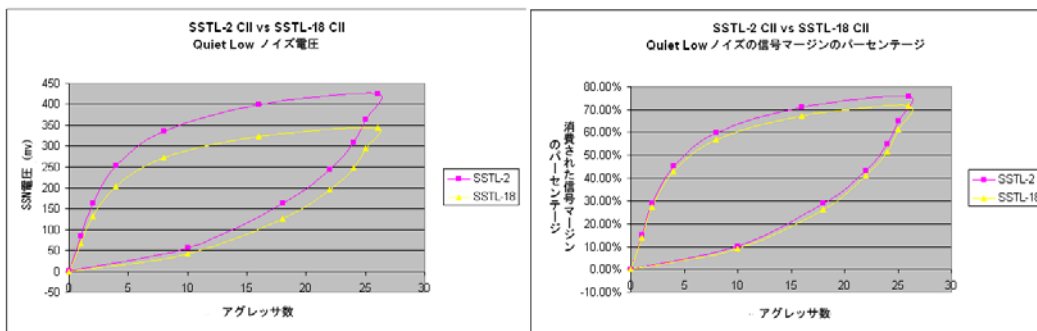 SSTL-2 CII vs SSTL-18 CII
Quiet Low ノイズ電圧
SSN電圧 (mv)
450
400
350
300
250
200
150
100
50
0
-50
0
5
10
15
20
25
30
アグレッサ数
SSTL-2
SSTL-18
SSTL-2 CII vs SSTL-18 CII
Quiet Low ノイズの信号マージンのパーセンテージ
消費された信号マージン
のパーセンテージ
80.00%
70.00%
60.00%
50.00%
40.00%
30.00%
20.00%
10.00%
0.00%
-10.00%
0
5
10
15
20
25
30
アグレッサ数
SSTL-2
SSTL-18